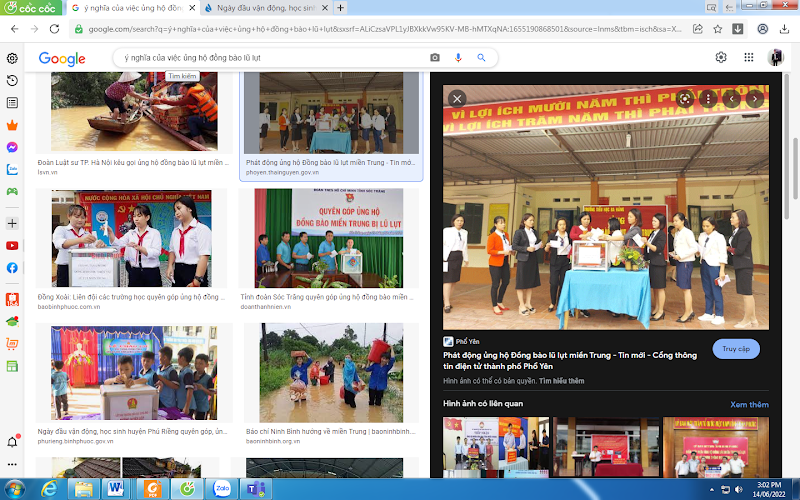 cốc cốc
ý nghĩa của việc ủng hộ đồng
Ngày đầu vận động, học sinh
google.com/search?q=ý+nghĩa+của+việc+ủng+hộ+đồng+bào+lũ+lụt&sxsrf=ALiCzsaVPL1yJBXkkVw95KV-MB-hMTXqNA:1655190868501&source=lnms&tbm=isch&sa=X...
Google
ý nghĩa của việc ủng hộ đồng bào lũ lụt
Tìm kiếm
Đoàn Luật sư TP. Hà Nội kêu gọi ủng hộ đồng bào lũ lụt miền ...
lsvn.vn
Phát động ủng hộ Đồng bào lũ lụt miền Trung - Tin mới...
phoyen.thainguyen.gov.vn
QUYÊN GÓP ỦNG HỘ
ĐỒNG BÀO MIỀN TRUNG BỊ LŨ LỤT
Đồng Xoài: Liên đội các trường học quyên góp ủng hộ đồng ...
baobinhphuoc.com.vn
Tỉnh đoàn Sóc Trăng quyên góp ủng hộ đồng bào miền ...
doanthanhnien.vn
Ngày đầu vận động, học sinh huyện Phú Riềng quyên góp, ủn...
phurieng.binhphuoc.gov.vn
Báo chí Ninh Bình hướng về miền Trung | baoninhbinh....
baoninhbinh.org.vn
VÌ LỢI ÍCH MƯỜI NĂM THÌ PHẢI TRỒNG
VÌ LỢI ÍCH TRĂM NĂM THÌ PHẢI
Phổ Yên
Phát động ủng hộ Đồng bào lũ lụt miền Trung - Tin mới - Cổng thông
tin điện tử thành phố Phổ Yên
Truy cập
Hình ảnh có thể có bản quyền. Tìm hiểu thêm
Hình ảnh có liên quan
Xem thêm
Zalo
3:02 PM
14/06/2022